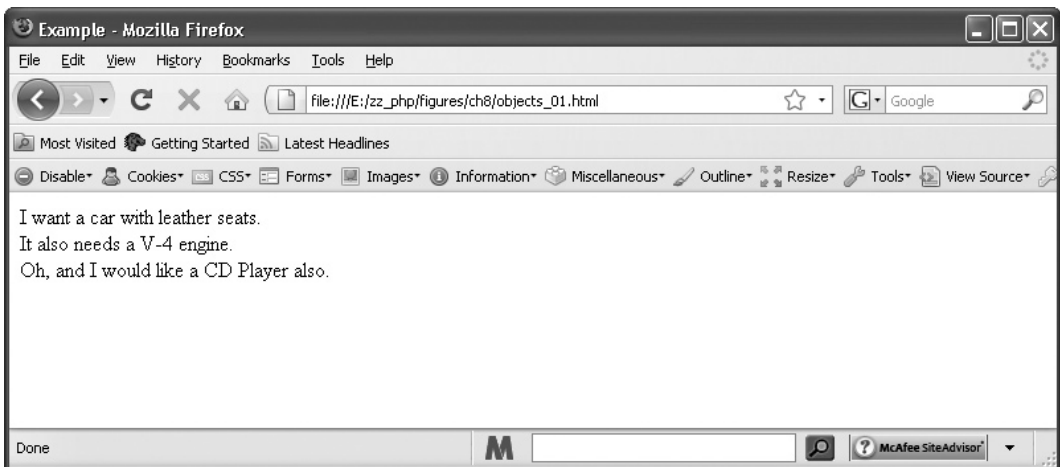 Example - Mozilla Firefox
File Edit View History Bookmarks Tools Help
file:///E:/zz_php/figures/ch8/objects_01.html G Google
Most Visited Getting Started Latest Headlines
Disable Cookies CSS Forms Images Information Miscellaneous Outline Resize Tools View Source
I want a car with leather seats.
It also needs a V-4 engine.
Oh, and I would like a CD Player also.
Done M McAfee SiteAdvisor